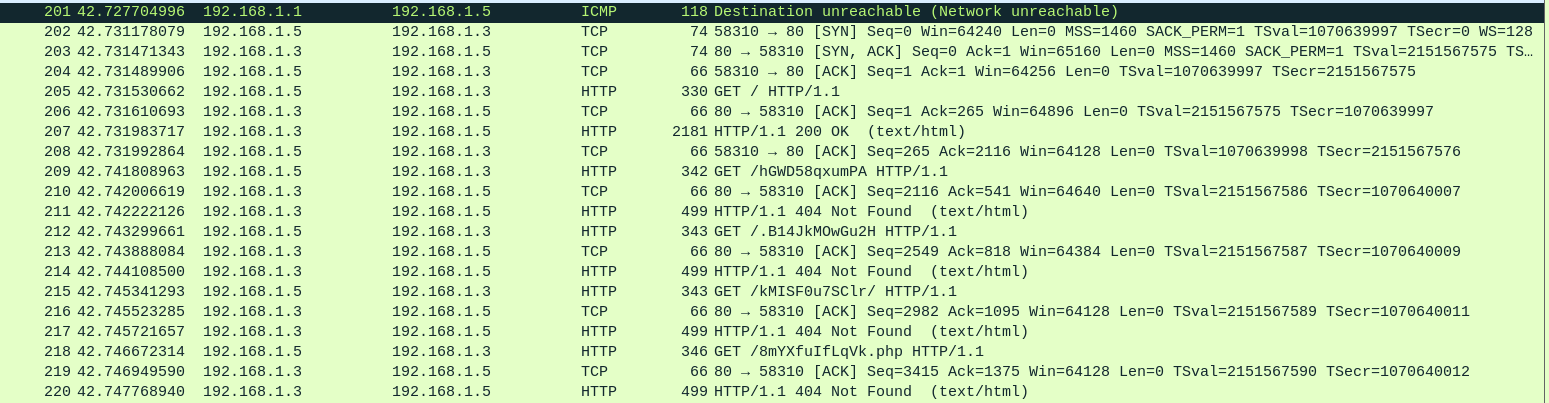 201 42.727704996 192.168.1.1 192.168.1.5 ICMP 118 Destination unreachable (Network unreachable)
202 42.731178079 192.168.1.5 192.168.1.3 TCP 74 58310 → 80 [SYN] Seq=0 Win=64240 Len=0 MSS=1460 SACK_PERM=1 TSval=1070639997 TSecr=0 WS=128
203 42.731471343 192.168.1.3 192.168.1.5 TCP 74 80 → 58310 [SYN, ACK] Seq=0 Ack=1 Win=65160 Len=0 MSS=1460 SACK_PERM=1 TSval=2151567575 TS…
204 42.731489906 192.168.1.5 192.168.1.3 TCP 66 58310 → 80 [ACK] Seq=1 Ack=1 Win=64256 Len=0 TSval=1070639997 TSecr=2151567575
205 42.731530662 192.168.1.5 192.168.1.3 HTTP 330 GET / HTTP/1.1
206 42.731610693 192.168.1.3 192.168.1.5 TCP 66 80 → 58310 [ACK] Seq=1 Ack=265 Win=64896 Len=0 TSval=2151567575 TSecr=1070639997
207 42.731983717 192.168.1.3 192.168.1.5 HTTP 2181 HTTP/1.1 200 OK (text/html)
208 42.731992864 192.168.1.5 192.168.1.3 TCP 66 58310 → 80 [ACK] Seq=265 Ack=2116 Win=64128 Len=0 TSval=1070639998 TSecr=2151567576
209 42.741808963 192.168.1.5 192.168.1.3 HTTP 342 GET /hGWD58qxumPA HTTP/1.1
210 42.742006619 192.168.1.3 192.168.1.5 TCP 66 80 → 58310 [ACK] Seq=2116 Ack=541 Win=64640 Len=0 TSval=2151567586 TSecr=1070640007
211 42.742222126 192.168.1.3 192.168.1.5 HTTP 499 HTTP/1.1 404 Not Found (text/html)
212 42.743299661 192.168.1.5 192.168.1.3 HTTP 343 GET /.B14JkMOwGu2H HTTP/1.1
213 42.743888084 192.168.1.3 192.168.1.5 TCP 66 80 → 58310 [ACK] Seq=2549 Ack=818 Win=64384 Len=0 TSval=2151567587 TSecr=1070640009
214 42.744108500 192.168.1.3 192.168.1.5 HTTP 499 HTTP/1.1 404 Not Found (text/html)
215 42.745341293 192.168.1.5 192.168.1.3 HTTP 343 GET /kMISF0u7SClr/ HTTP/1.1
216 42.745523285 192.168.1.3 192.168.1.5 TCP 66 80 → 58310 [ACK] Seq=2982 Ack=1095 Win=64128 Len=0 TSval=2151567589 TSecr=1070640011
217 42.745721657 192.168.1.3 192.168.1.5 HTTP 499 HTTP/1.1 404 Not Found (text/html)
218 42.746672314 192.168.1.5 192.168.1.3 HTTP 346 GET /8mYXfuIfLqVk.php HTTP/1.1
219 42.746949590 192.168.1.3 192.168.1.5 TCP 66 80 → 58310 [ACK] Seq=3415 Ack=1375 Win=64128 Len=0 TSval=2151567590 TSecr=1070640012
220 42.747768940 192.168.1.3 192.168.1.5 HTTP 499 HTTP/1.1 404 Not Found (text/html)